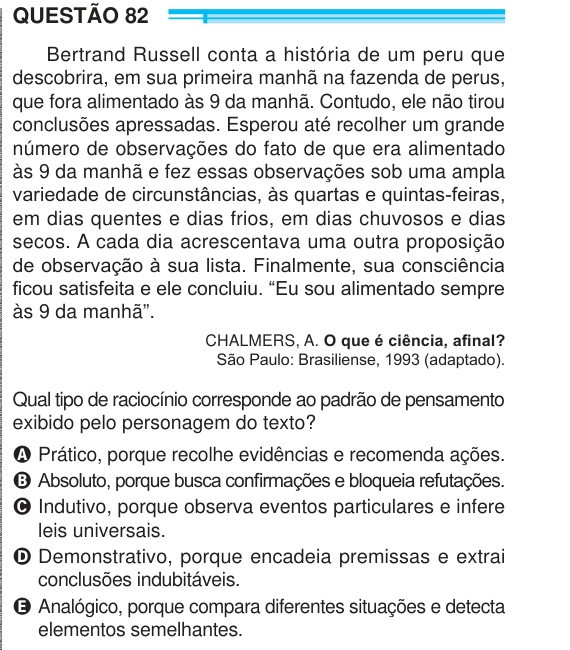 QUESTÃO 82
Bertrand Russell conta a história de um peru que
descobrira, em sua primeira manhã na fazenda de perus,
que fora alimentado às 9 da manhã. Contudo, ele não tirou
conclusões apressadas. Esperou até recolher um grande
número de observações do fato de que era alimentado
às 9 da manhã e fez essas observações sob uma ampla
variedade de circunstâncias, às quartas e quintas-feiras,
em dias quentes e dias frios, em dias chuvosos e dias
secos. A cada dia acrescentava uma outra proposição
de observação à sua lista. Finalmente, sua consciência
ficou satisfeita e ele concluiu. “Eu sou alimentado sempre
às 9 da manhã”.
CHALMERS, A. O que é ciência, afinal?
São Paulo: Brasiliense, 1993 (adaptado).
Qual tipo de raciocínio corresponde ao padrão de pensamento
exibido pelo personagem do texto?
A Prático, porque recolhe evidências e recomenda ações.
B Absoluto, porque busca confirmações e bloqueia refutações.
C Indutivo, porque observa eventos particulares e infere
leis universais.
D Demonstrativo, porque encadeia premissas e extrai
conclusões indubitáveis.
E Analógico, porque compara diferentes situações e detecta
elementos semelhantes.